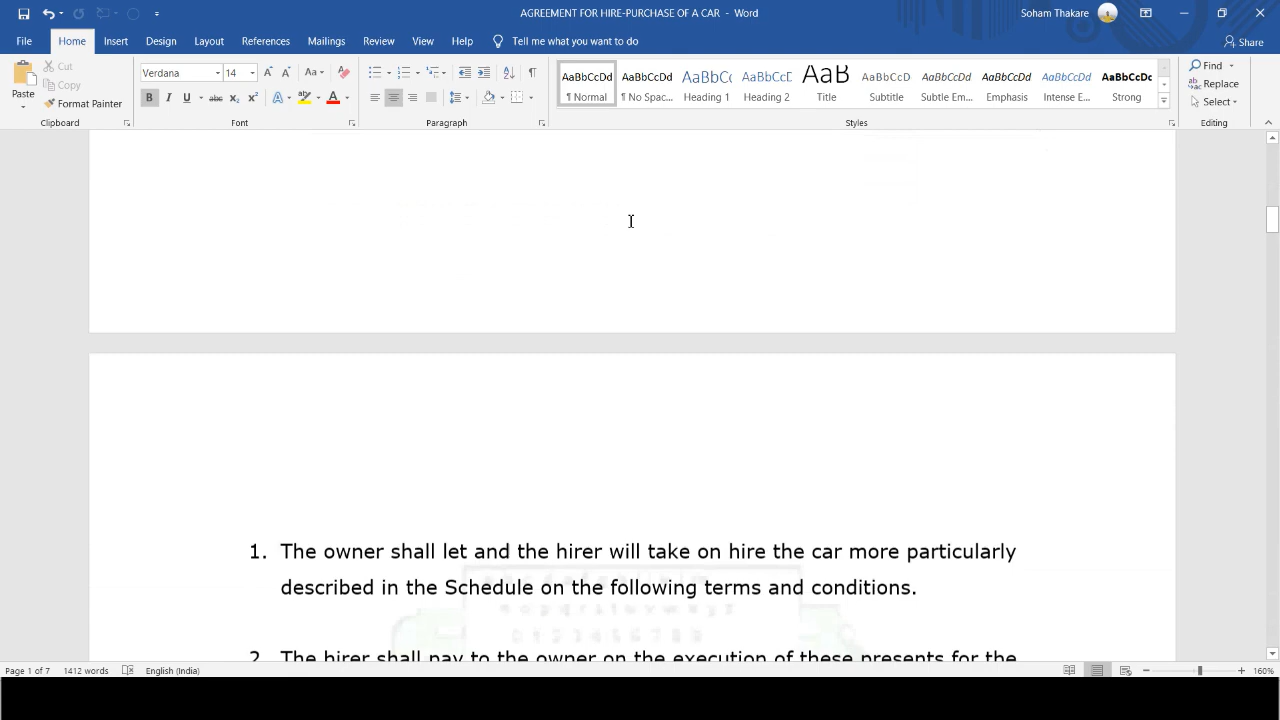 AGREEMENT FOR HIRE-PURCHASE OF A CAR - Word
Soham Thakare
File Home Insert Design Layout References Mailings Review View Help Tell me what you want to do
Share
Paste
Cut
Copy
Format Painter
Clipboard
Verdana 14
Font
Paragraph
AaBbCcDd AaBbCcDd AaBbC AaBbCcE AaB AaBbCcD AaBbCcDd AaBbCcDd AaBbCcDd AaBbCcDc
¶ Normal ¶ No Spac... Heading 1 Heading 2 Title Subtitle Subtle Em... Emphasis Intense E... Strong
Styles
Find
Replace
Select
Editing
1. The owner shall let and the hirer will take on hire the car more particularly
described in the Schedule on the following terms and conditions.
2. The hirer shall pay to the owner on the execution of these presents for the
Page 1 of 7 1412 words English (India)
160%